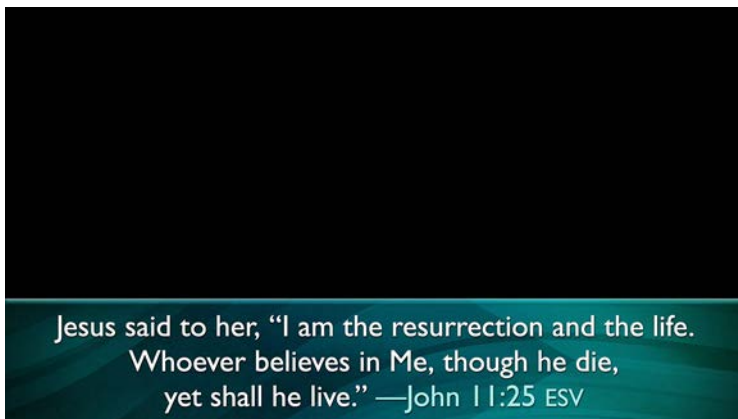 Jesus said to her, “I am the resurrection and the life.
Whoever believes in Me, though he die,
yet shall he live.” —John 11:25 ESV